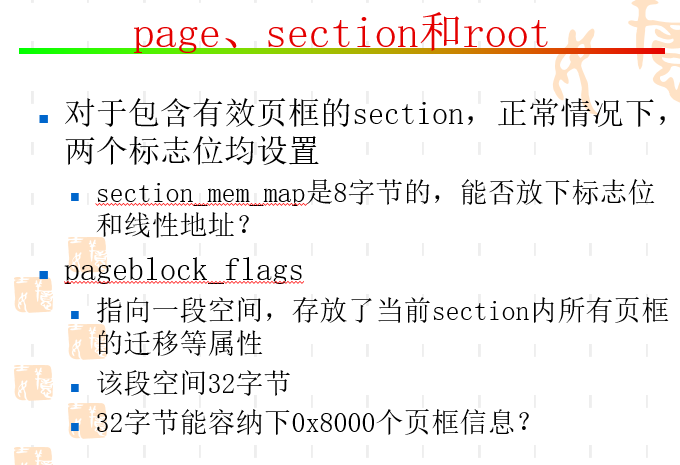 page、section和root
对于包含有效页框的section，正常情况下，
两个标志位均设置
section_mem_map是8字节的，能否放下标志位
和线性地址？
pageblock_flags
指向一段空间，存放了当前section内所有页框
的迁移等属性
该段空间32字节
32字节能容纳下0x8000个页框信息？